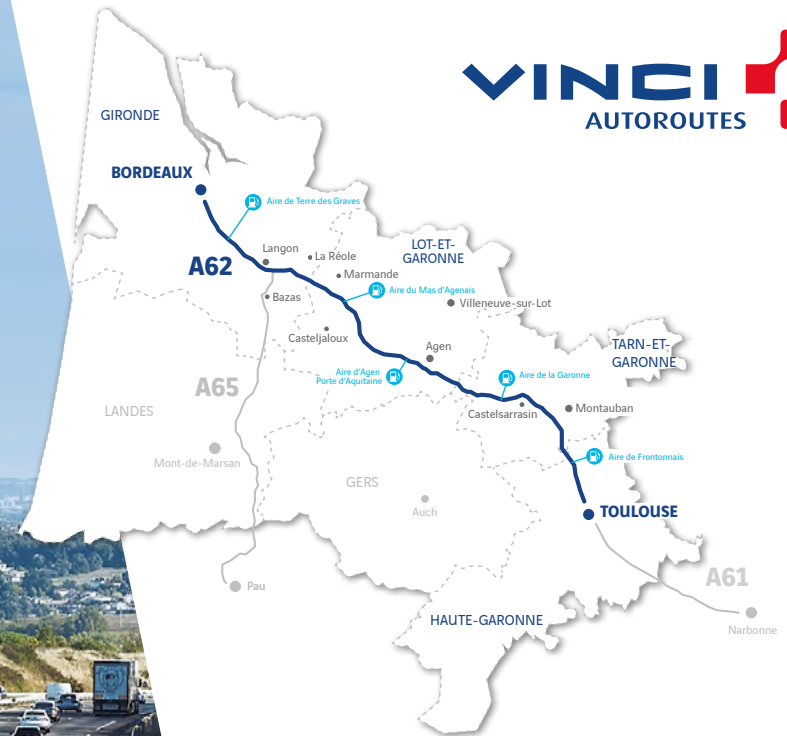 VINCI
AUTOROUTES
GIRONDE
BORDEAUX
Aire de Terre des Graves
A62
Langon
La Réole
LOT-ET-
GARONNE
Marmande
Aire du Mas d'Agenais
Bazas
Villeneuve-sur-Lot
Casteljaloux
Agen
TARN-ET-
GARONNE
Aire d'Agen
Porte d'Aquitaine
Aire de la Garonne
A65
LANDES
Castelsarrasin
Montauban
Mont-de-Marsan
Aire de Frontonnais
GERS
Auch
TOULOUSE
A61
Pau
HAUTE-GARONNE
Narbonne